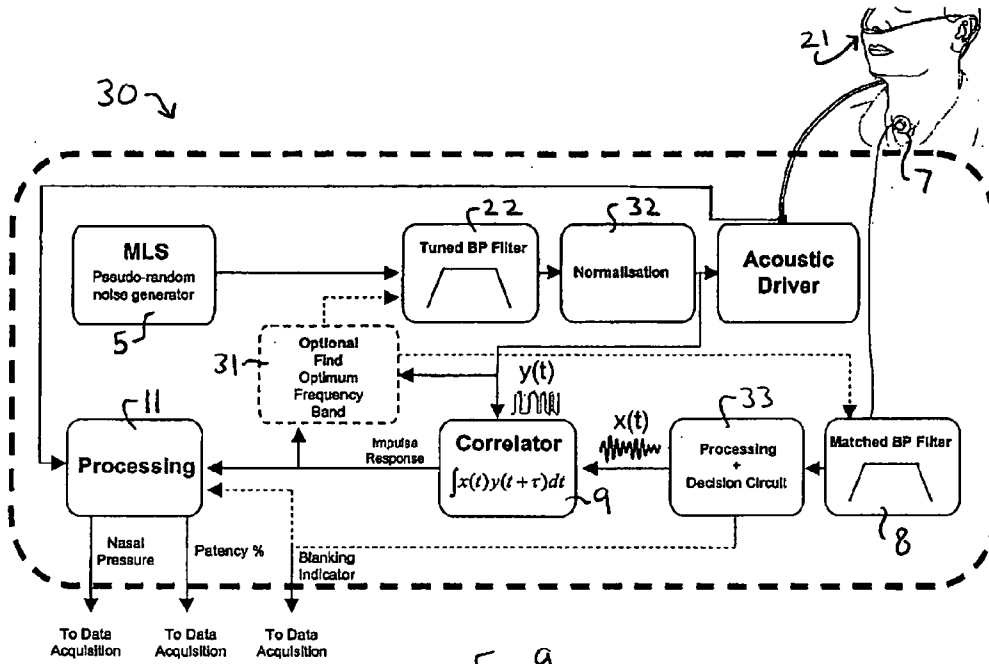 21
30
7
22
32
MLS
Pseudo-random
noise generator
5
Tuned BP Filter
Normalisation
Acoustic
Driver
31
Optional
Find
Optimum
Frequency
Band
y(t)
11
Processing
Impulse
Response
Correlator
∫x(t)y(t+τ)dt
9
x(t)
33
Processing
+
Decision Circuit
Matched BP Filter
8
Nasal
Pressure
Patency %
Blanking
Indicator
To Data
Acquisition
To Data
Acquisition
To Data
Acquisition